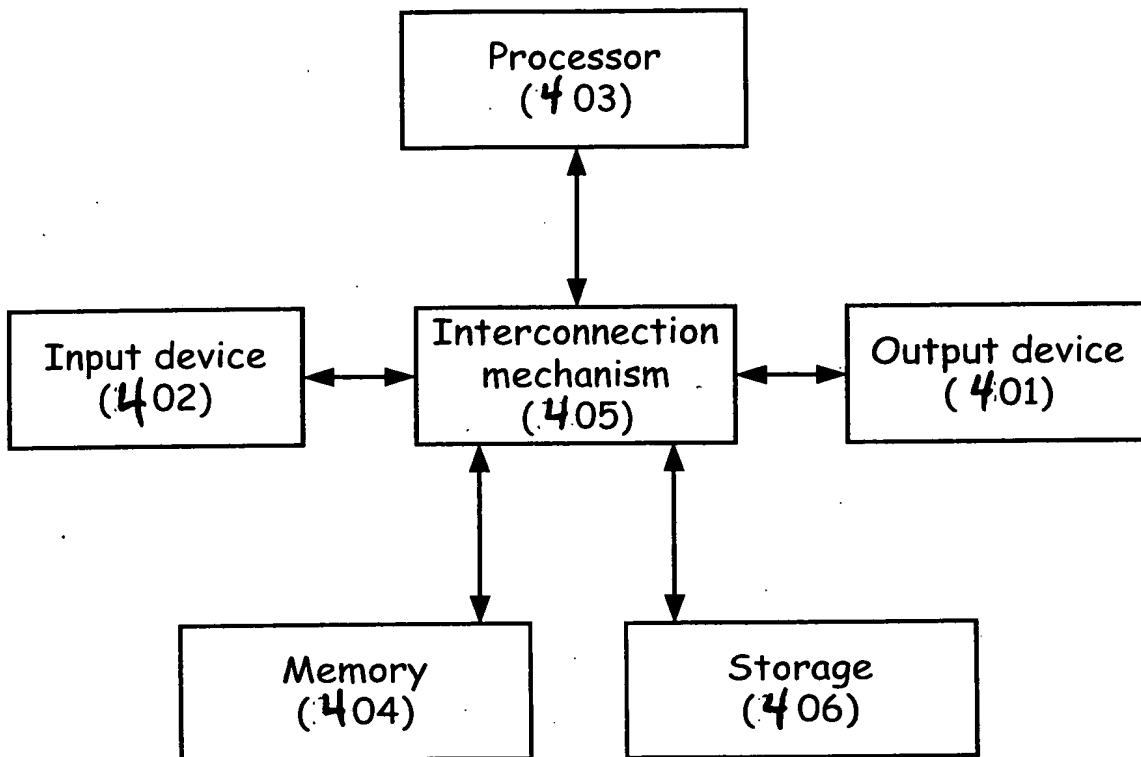 Processor
(403)
Input device
(402)
Interconnection
mechanism
(405)
Output device
(401)
Memory
(404)
Storage
(406)